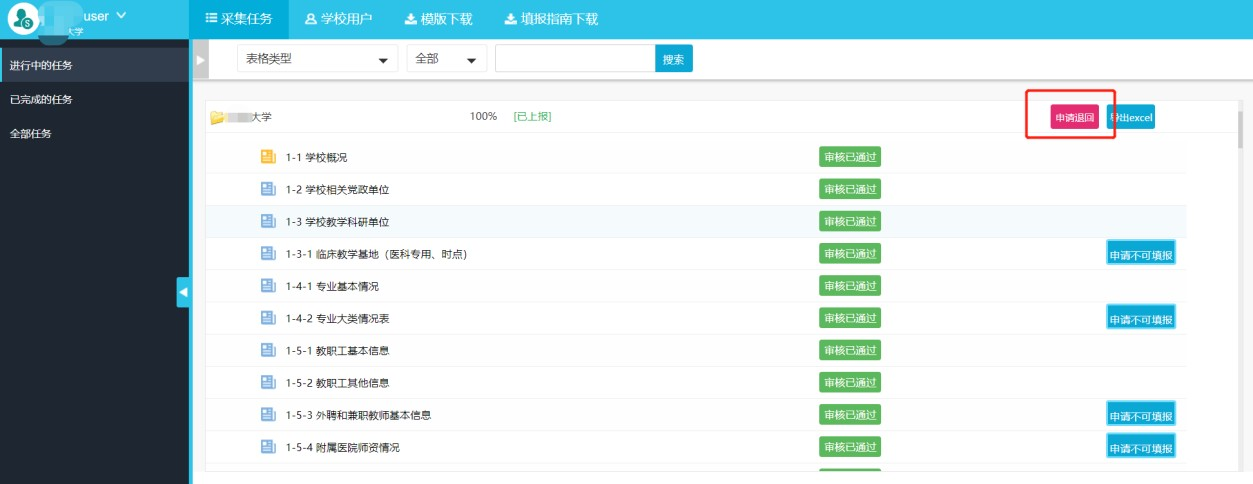 user
大学
采集任务 学校用户 模版下载 填报指南下载
进行中的任务
已完成的任务
全部任务
表格类型 全部 搜索
大学 100% [已上报] 申请退回 导出excel
1-1 学校概况 审核已通过
1-2 学校相关党政单位 审核已通过
1-3 学校教学科研单位 审核已通过
1-3-1 临床教学基地（医科专用、时点） 审核已通过 申请不可填报
1-4-1 专业基本情况 审核已通过
1-4-2 专业大类情况表 审核已通过 申请不可填报
1-5-1 教职工基本信息 审核已通过
1-5-2 教职工其他信息 审核已通过
1-5-3 外聘和兼职教师基本信息 审核已通过 申请不可填报
1-5-4 附属医院师资情况 审核已通过 申请不可填报